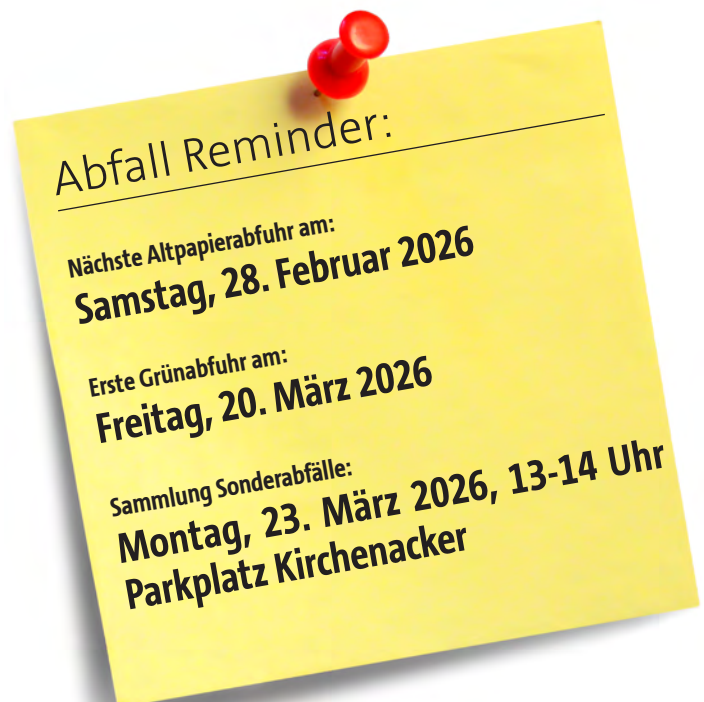 Abfall Reminder:
Nächste Altpapierabfuhr am:
Samstag, 28. Februar 2026
Erste Grünabfuhr am:
Freitag, 20. März 2026
Sammlung Sonderabfälle:
Montag, 23. März 2026, 13-14 Uhr
Parkplatz Kirchenacker